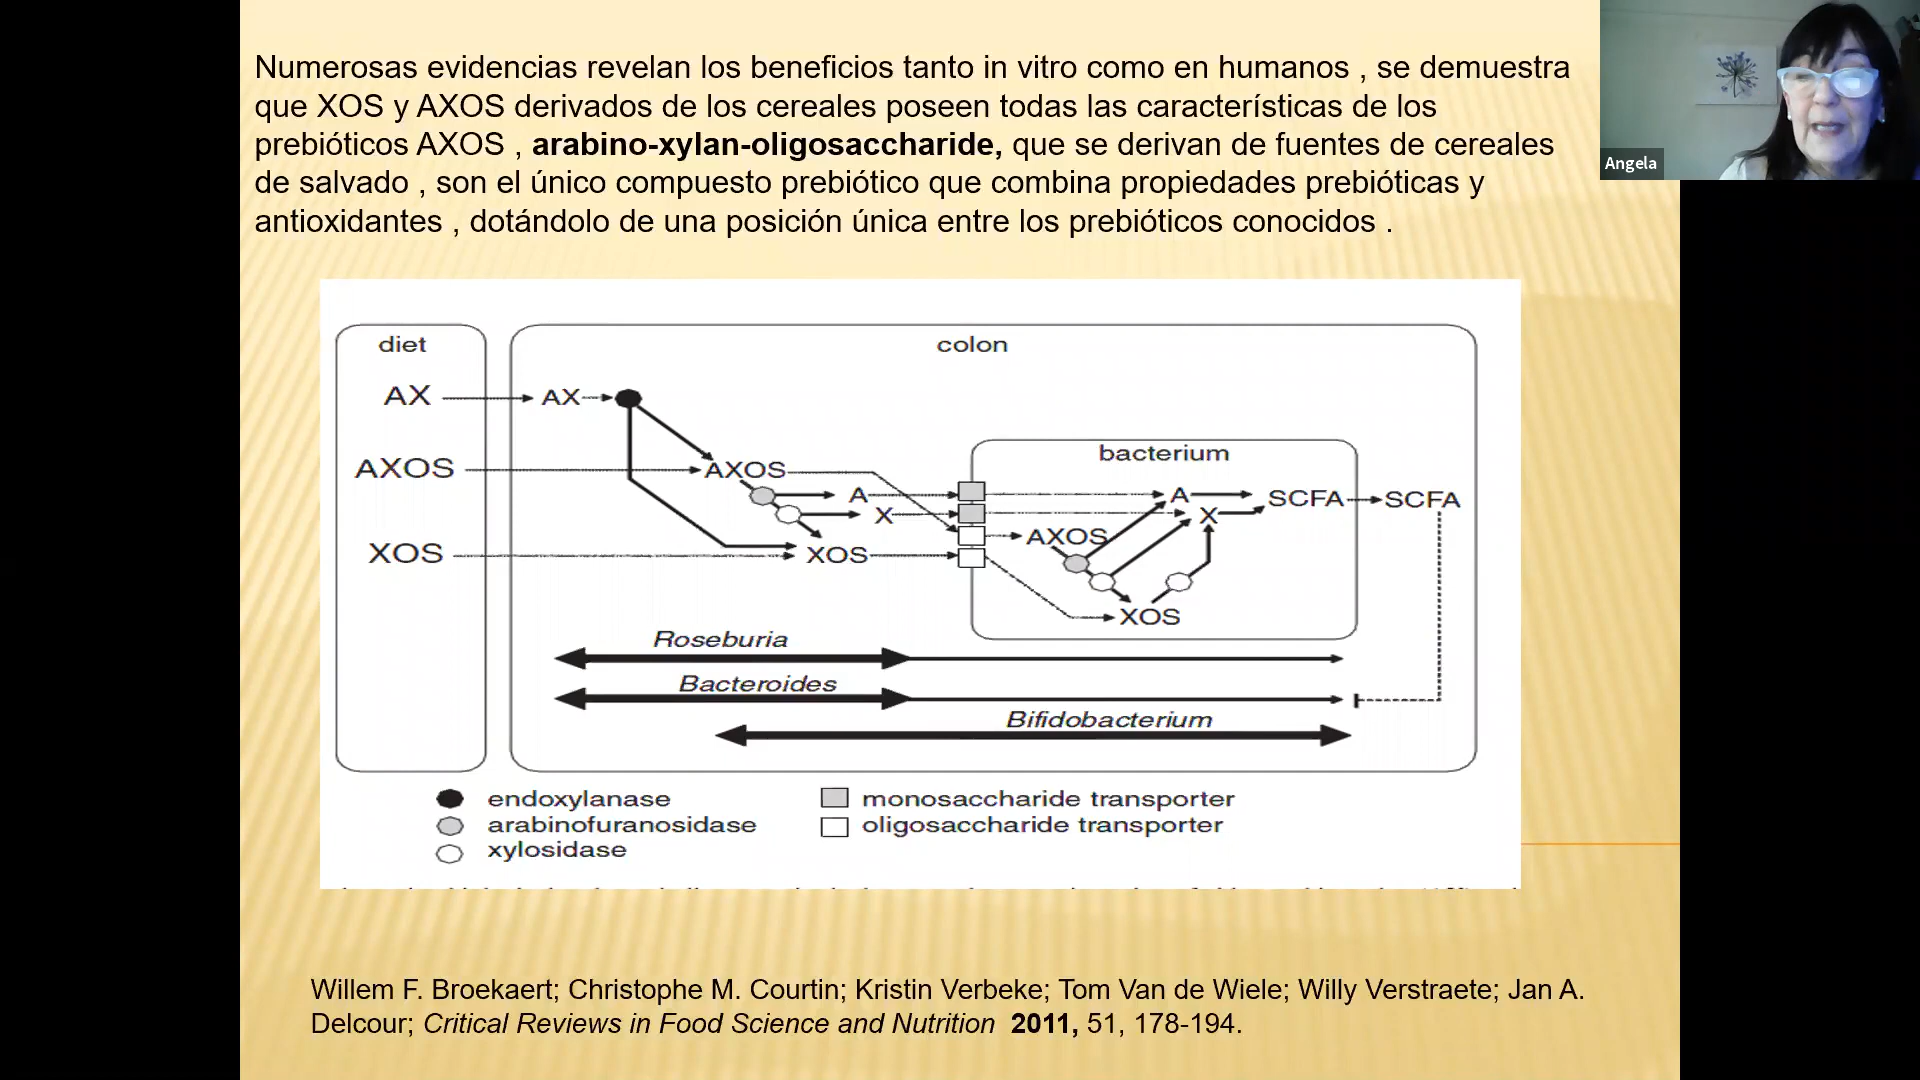 Numerosas evidencias revelan los beneficios tanto in vitro como en humanos , se demuestra
que XOS y AXOS derivados de los cereales poseen todas las características de los
prebióticos AXOS , arabino-xylan-oligosaccharide, que se derivan de fuentes de cereales
de salvado , son el único compuesto prebiótico que combina propiedades prebióticas y
antioxidantes , dotándolo de una posición única entre los prebióticos conocidos .
Angela
diet
colon
AX
AX
bacterium
AXOS
AXOS
A
A
SCFA
SCFA
X
X
AXOS
XOS
XOS
XOS
Roseburia
Bacteroides
Bifidobacterium
endoxylanase
monosaccharide transporter
arabinofuranosidase
oligosaccharide transporter
xylosidase
Willem F. Broekaert; Christophe M. Courtin; Kristin Verbeke; Tom Van de Wiele; Willy Verstraete; Jan A.
Delcour; Critical Reviews in Food Science and Nutrition 2011, 51, 178-194.